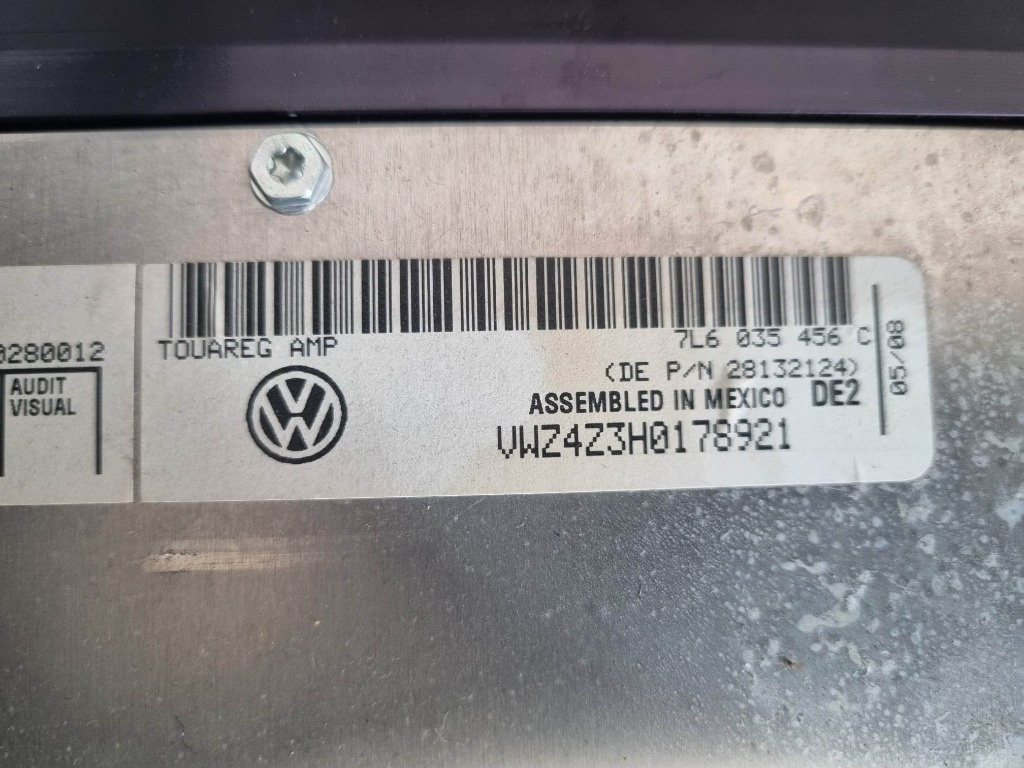 0280012
AUDIT
VISUAL
TOUAREG AMP
7L6 035 456 C
(DE P/N 28132124)
ASSEMBLED IN MEXICO DE2
VWZ4Z3H0178921
05/08